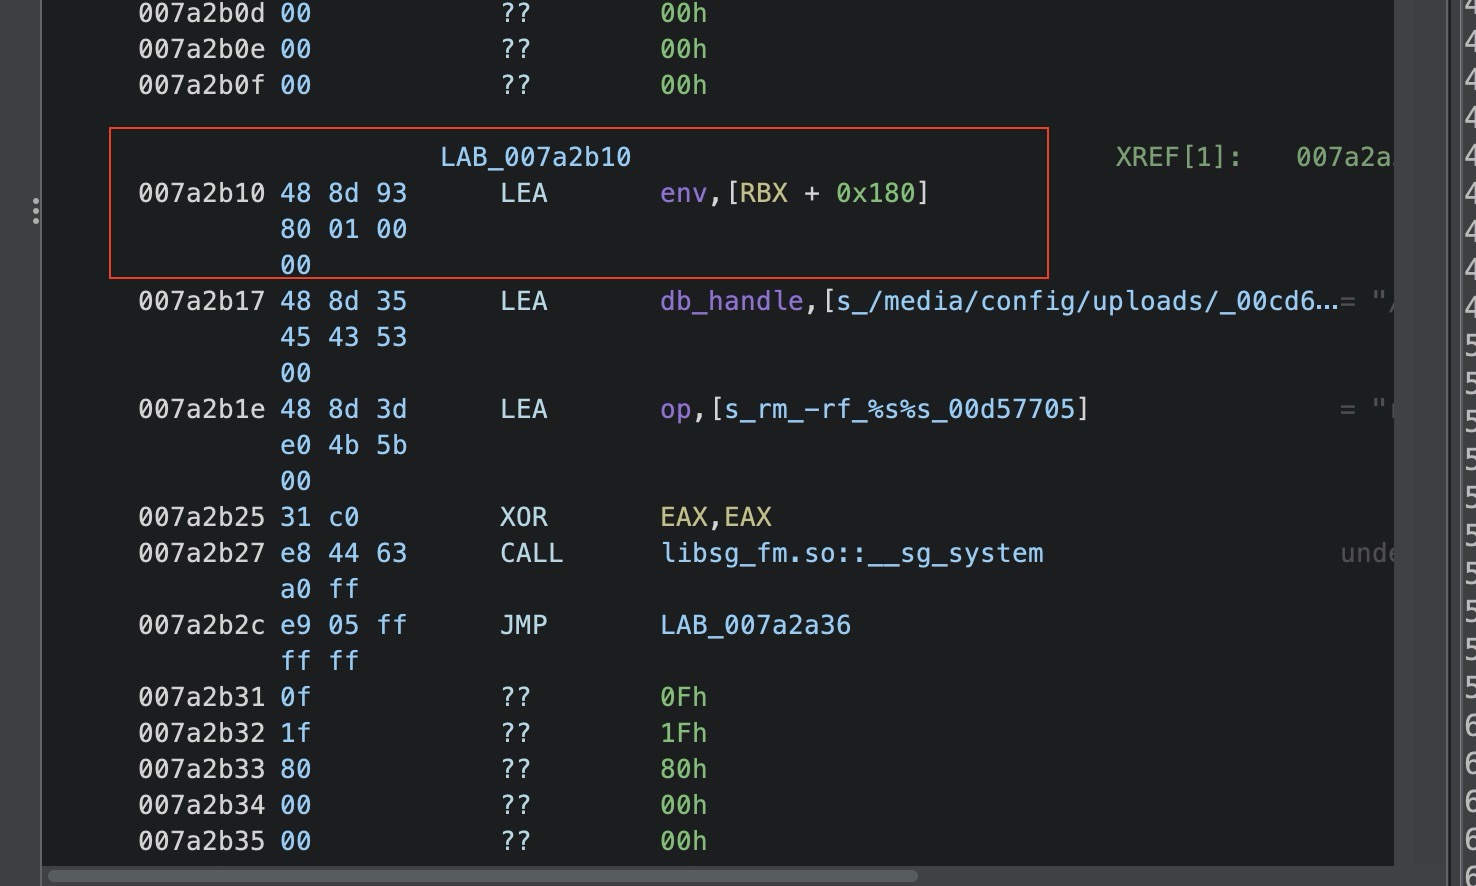 007a2b0d 00 ?? 00h
007a2b0e 00 ?? 00h
007a2b0f 00 ?? 00h
LAB_007a2b10 XREF[1]: 007a2a
007a2b10 48 8d 93 LEA env,[RBX + 0x180]
80 01 00
00
007a2b17 48 8d 35 LEA db_handle,[s_/media/config/uploads/_00cd6...= "/
45 43 53
00
007a2b1e 48 8d 3d LEA op,[s_rm_-rf_%s%s_00d57705] = "r
e0 4b 5b
00
007a2b25 31 c0 XOR EAX,EAX
007a2b27 e8 44 63 CALL libsg_fm.so::__sg_system unde
a0 ff
007a2b2c e9 05 ff JMP LAB_007a2a36
ff ff
007a2b31 0f ?? 0Fh
007a2b32 1f ?? 1Fh
007a2b33 80 ?? 80h
007a2b34 00 ?? 00h
007a2b35 00 ?? 00h